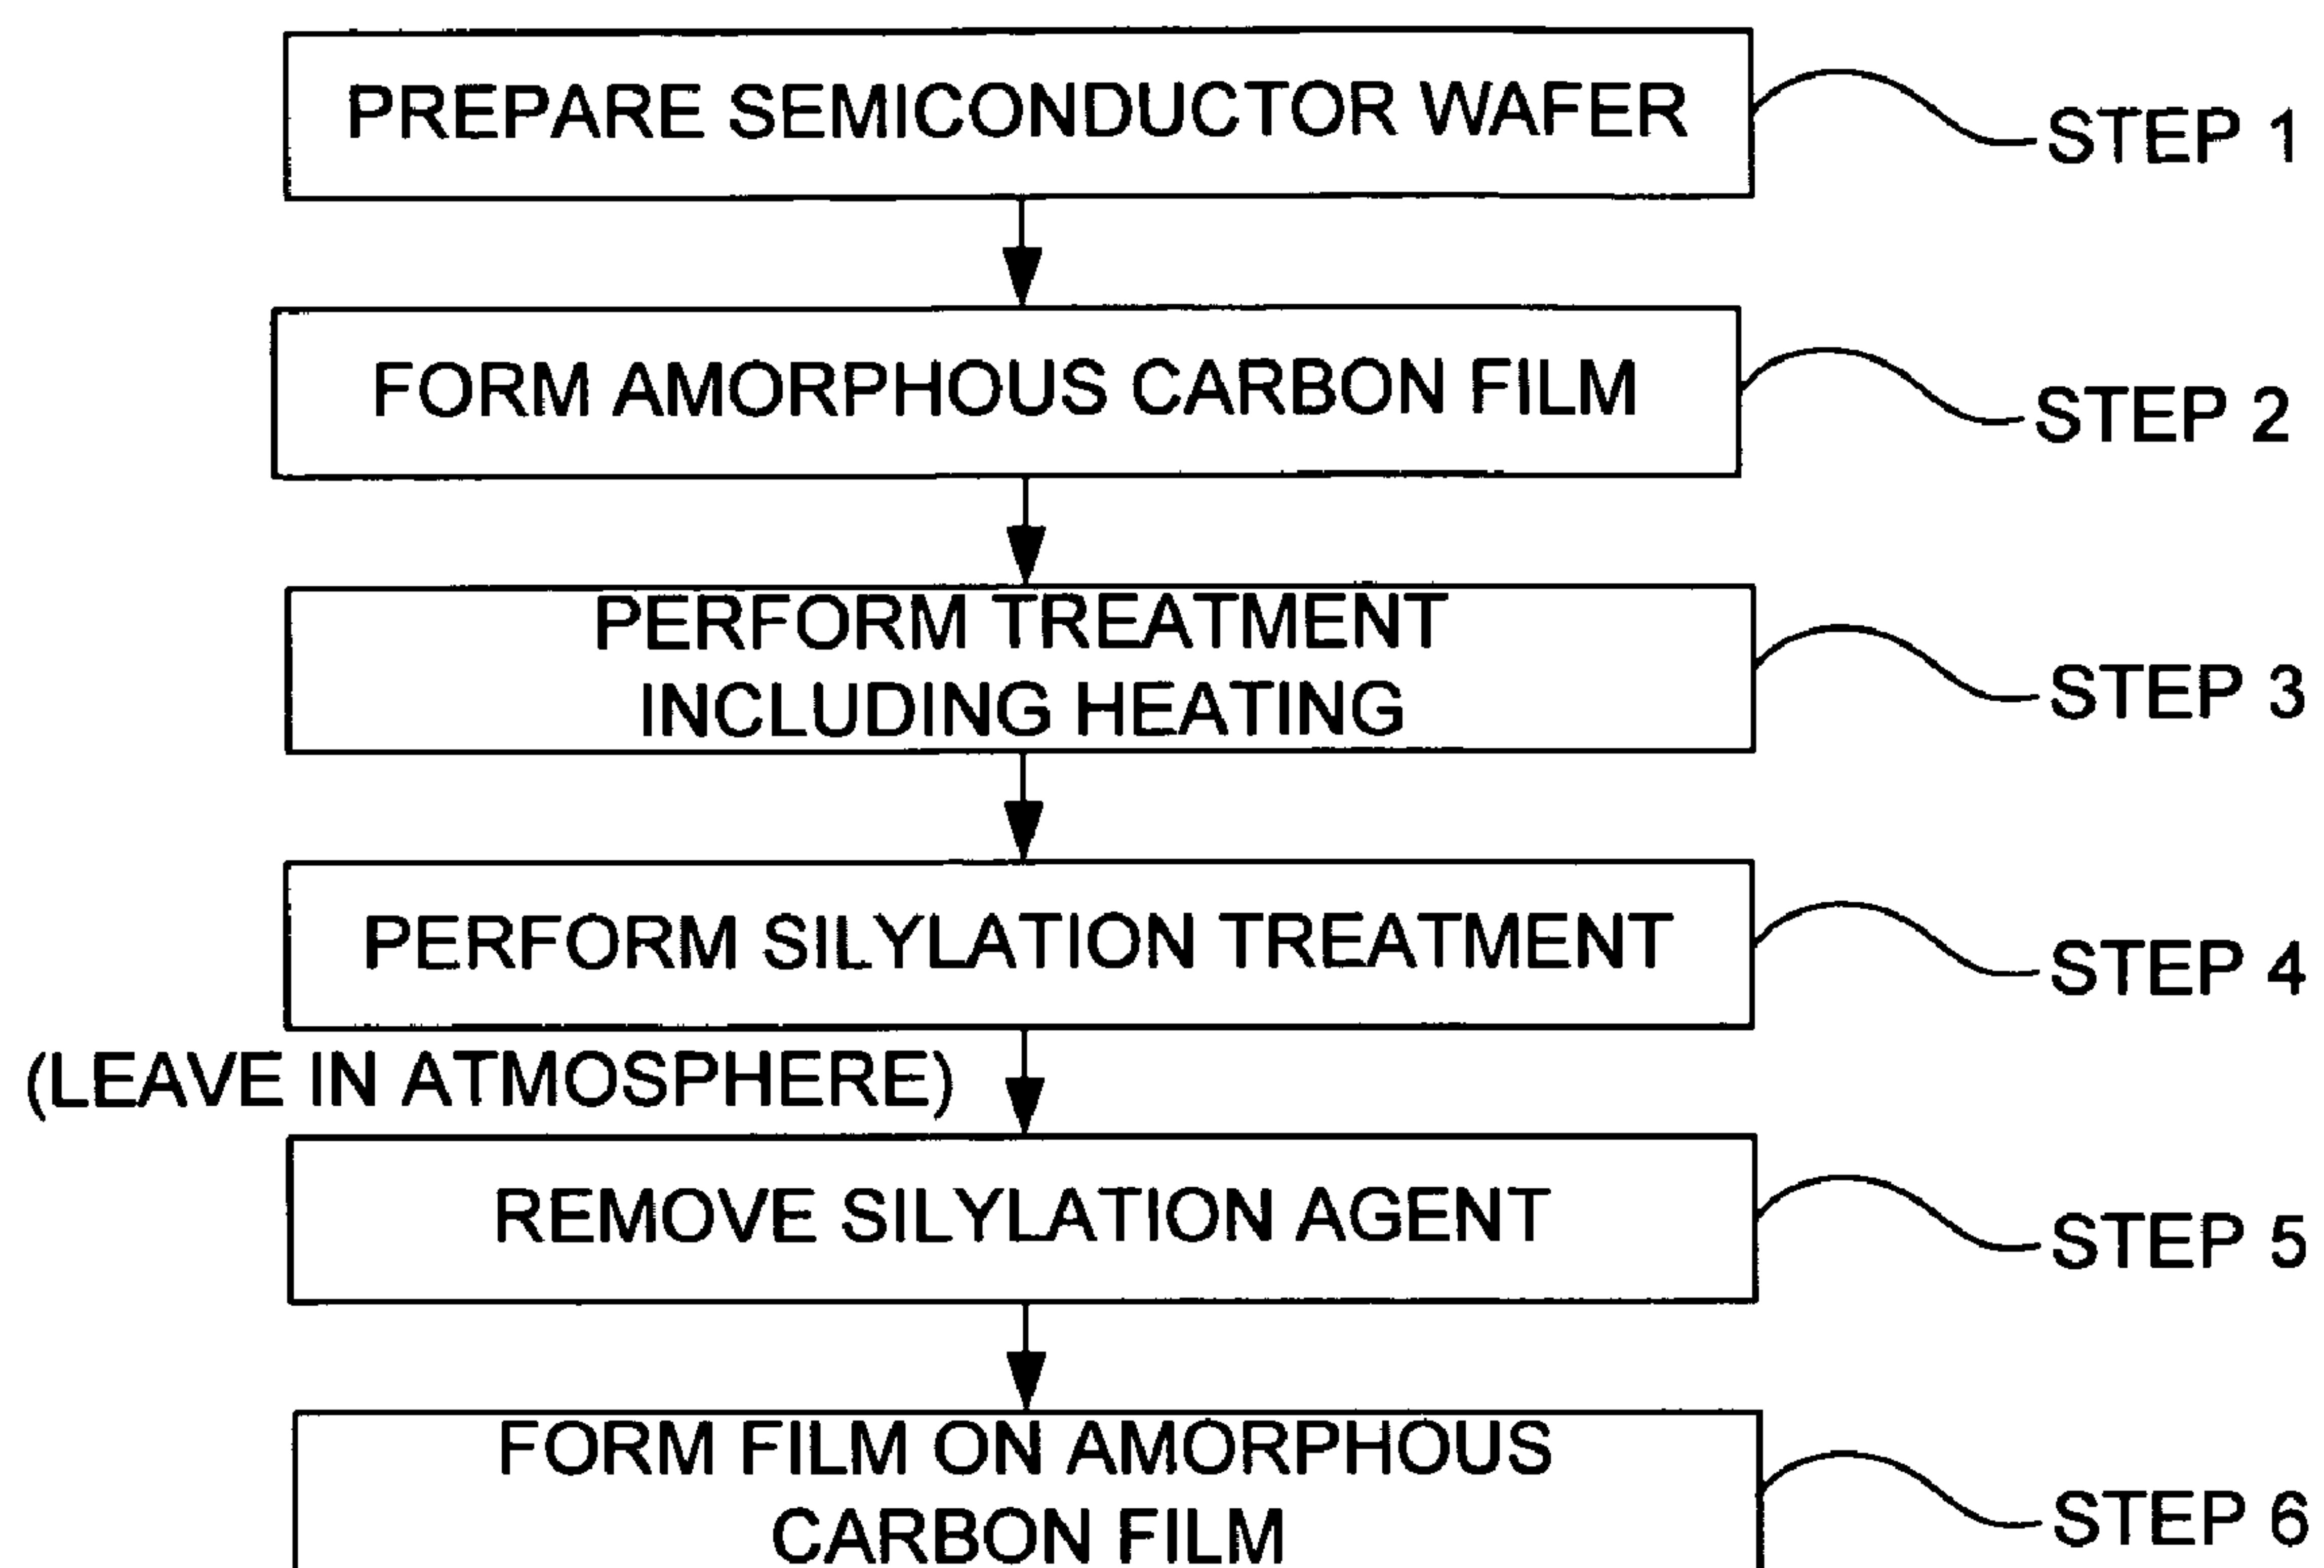 PREPARE SEMICONDUCTOR WAFER
STEP 1
FORM AMORPHOUS CARBON FILM
STEP 2
PERFORM TREATMENT
INCLUDING HEATING
STEP 3
PERFORM SILYLATION TREATMENT
STEP 4
(LEAVE IN ATMOSPHERE)
REMOVE SILYLATION AGENT
STEP 5
FORM FILM ON AMORPHOUS
CARBON FILM
STEP 6